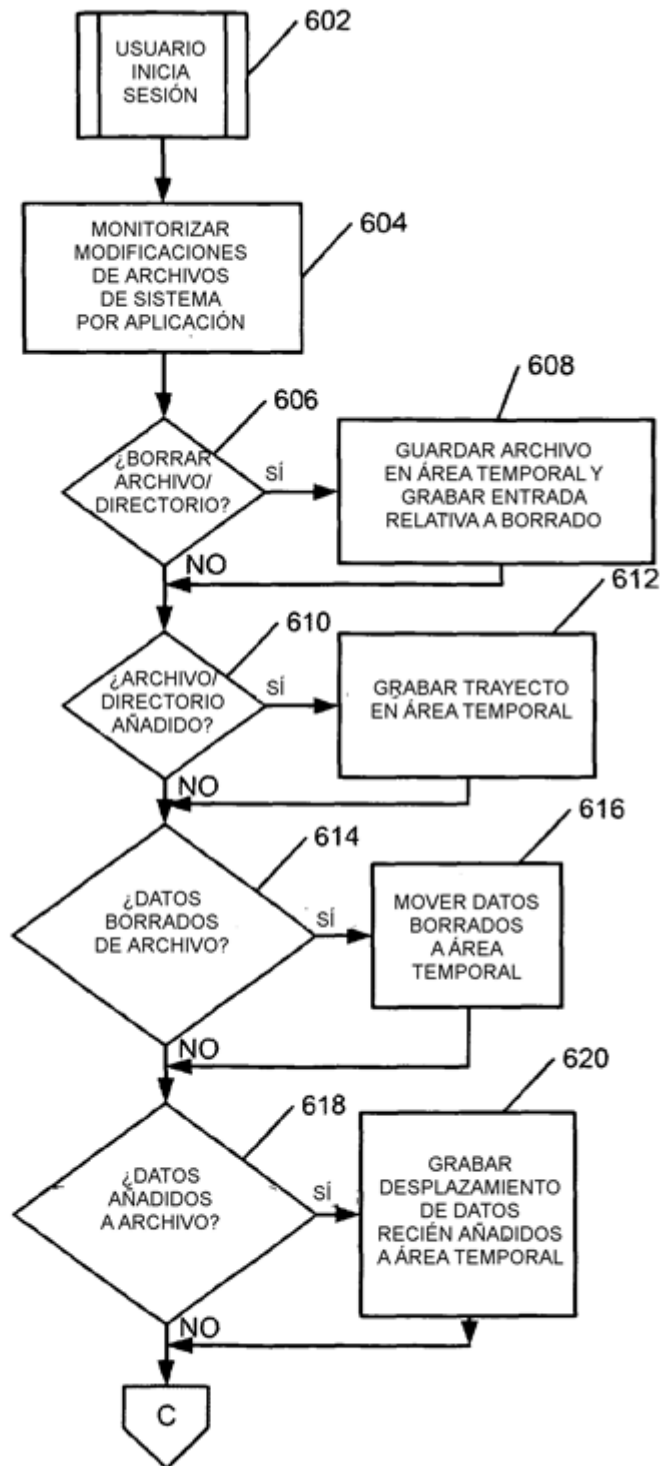 602
USUARIO
INICIA
SESIÓN
604
MONITORIZAR
MODIFICACIONES
DE ARCHIVOS
DE SISTEMA
POR APLICACIÓN
606
¿BORRAR
ARCHIVO/
DIRECTORIO?
SÍ
608
GUARDAR ARCHIVO
EN ÁREA TEMPORAL Y
GRABAR ENTRADA
RELATIVA A BORRADO
NO
610
¿ARCHIVO/
DIRECTORIO
AÑADIDO?
SÍ
612
GRABAR TRAYECTO
EN ÁREA TEMPORAL
NO
614
¿DATOS
BORRADOS
DE ARCHIVO?
SÍ
616
MOVER DATOS
BORRADOS
A ÁREA
TEMPORAL
NO
618
¿DATOS
AÑADIDOS
A ARCHIVO?
SÍ
620
GRABAR
DESPLAZAMIENTO
DE DATOS
RECIÉN AÑADIDOS
A ÁREA TEMPORAL
NO
C